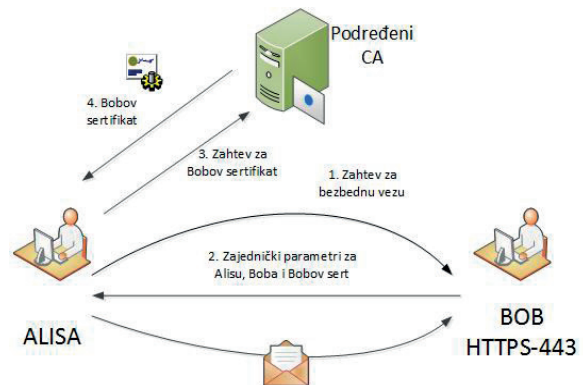 Podređeni
CA
4. Bobov
sertifikat
3. Zahtev za
Bobov sertifikat
1. Zahtev za
bezbednu vezu
2. Zajednički parametri za
Alisu, Boba i Bobov sert
ALISA
BOB
HTTPS-443